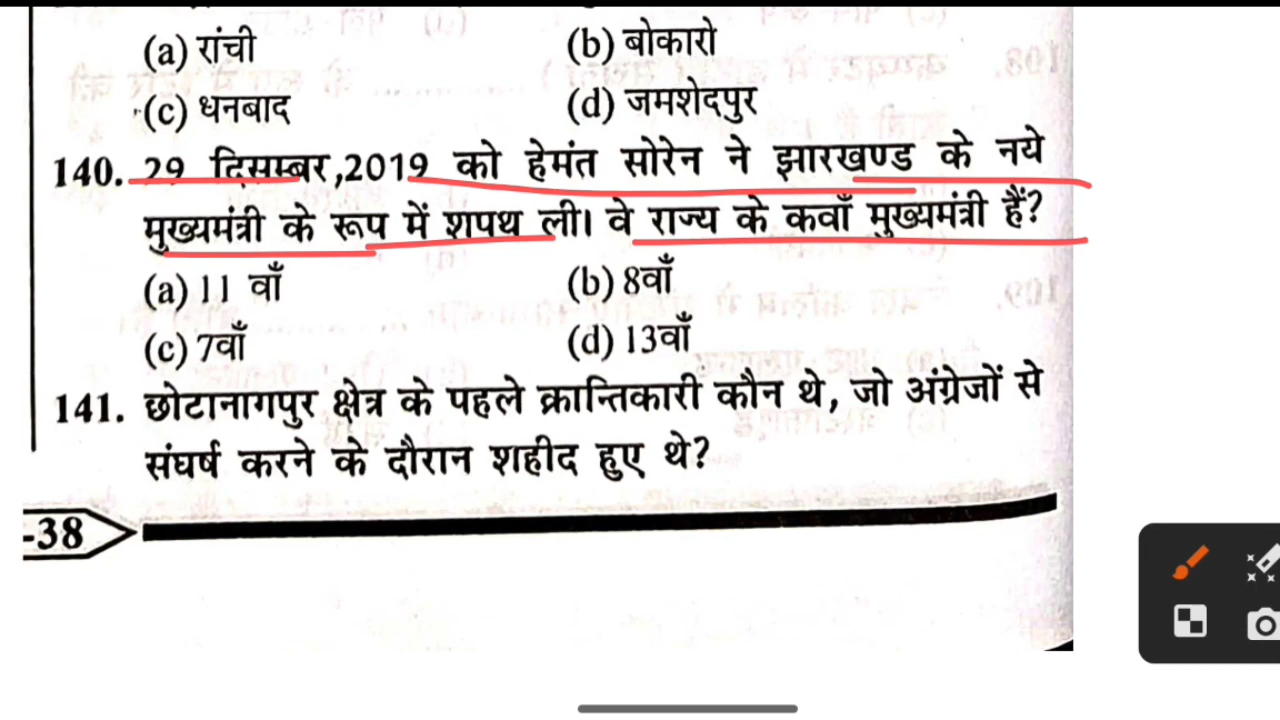 (a) रांची (b) बोकारो
(c) धनबाद (d) जमशेदपुर
140. 29 दिसम्बर,2019 को हेमंत सोरेन ने झारखण्ड के नये
मुख्यमंत्री के रूप में शपथ ली। वे राज्य के कवाँ मुख्यमंत्री हैं?
(a) 11 वाँ (b) 8वाँ
(c) 7वाँ (d) 13वाँ
141. छोटानागपुर क्षेत्र के पहले क्रान्तिकारी कौन थे, जो अंग्रेजों से
संघर्ष करने के दौरान शहीद हुए थे?
-38